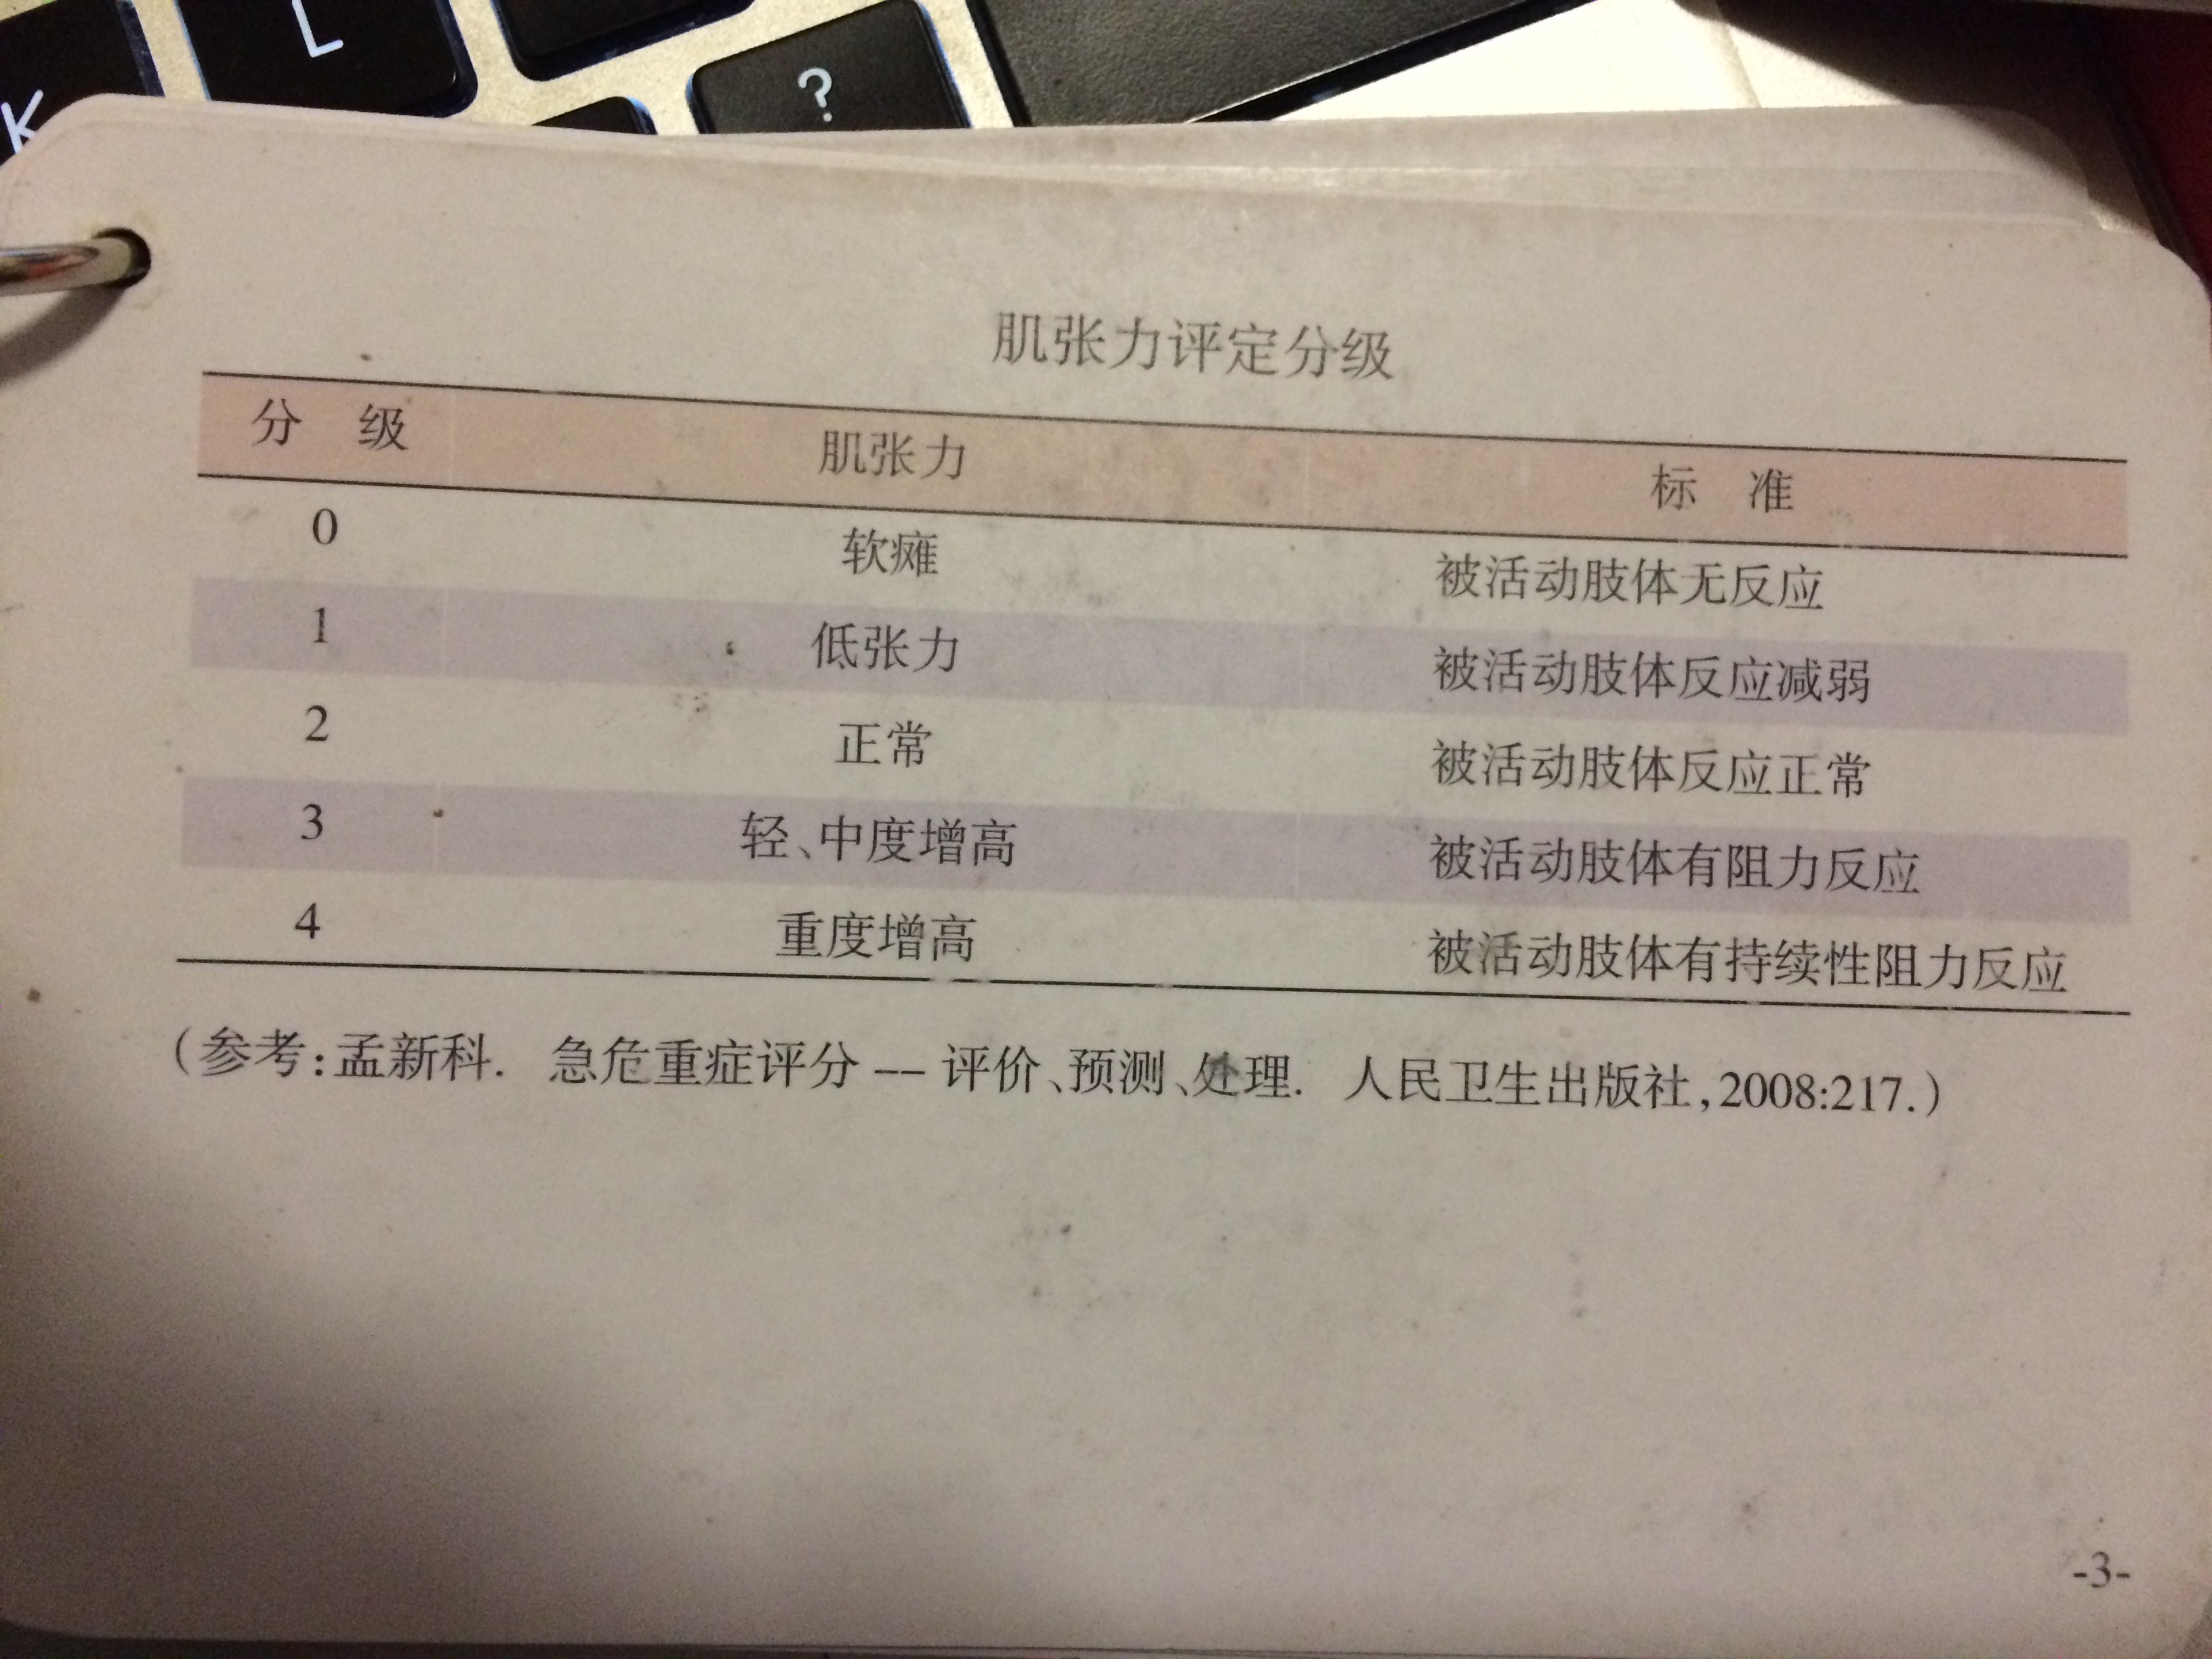 肌张力评定分级
分 级 肌张力 标 准
0 软瘫 被活动肢体无反应
1 低张力 被活动肢体反应减弱
2 正常 被活动肢体反应正常
3 轻、中度增高 被活动肢体有阻力反应
4 重度增高 被活动肢体有持续性阻力反应
(参考:孟新科. 急危重症评分--评价、预测、处理. 人民卫生出版社,2008:217.)
-3-
K
L
?